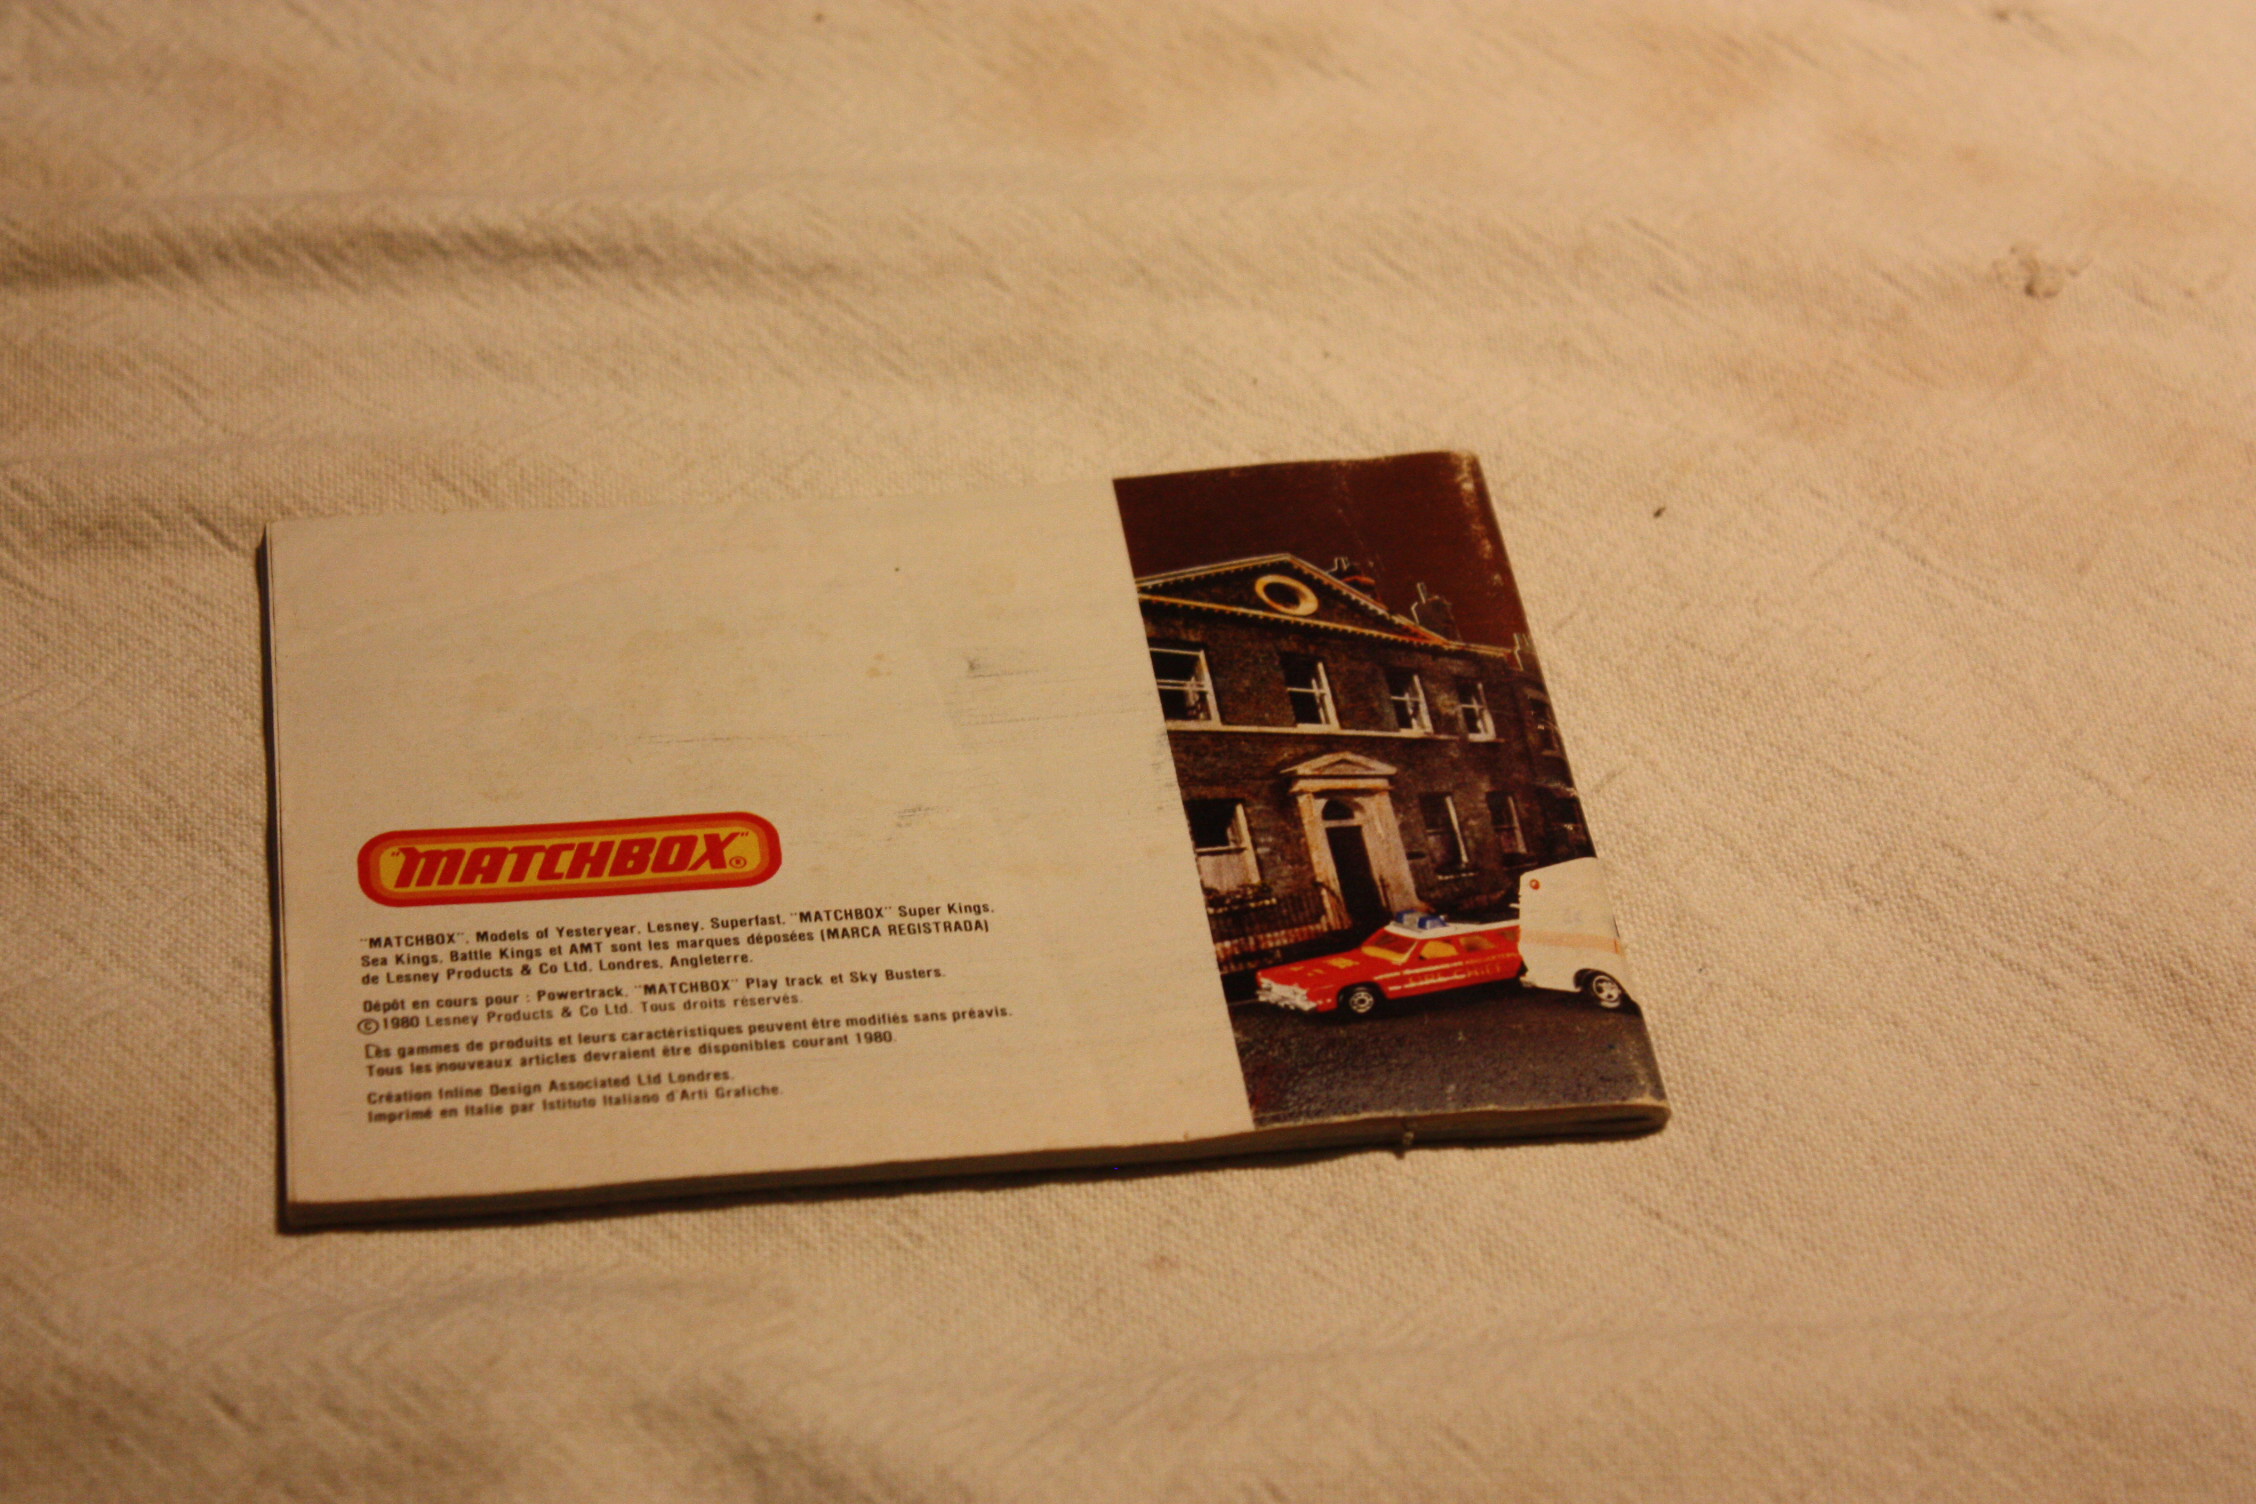 "MATCHBOX"®
"MATCHBOX", Models of Yesteryear, Lesney, Superfast, "MATCHBOX" Super Kings,
Sea Kings, Battle Kings et AMT sont les marques déposées (MARCA REGISTRADA)
de Lesney Products & Co Ltd. Londres, Angleterre.
Dépôt en cours pour : Powertrack, "MATCHBOX" Play track et Sky Busters.
©1980 Lesney Products & Co Ltd. Tous droits réservés.
Les gammes de produits et leurs caractéristiques peuvent être modifiés sans préavis.
Tous les nouveaux articles devraient être disponibles courant 1980.
Création Inline Design Associated Ltd Londres.
Imprimé en Italie par Istituto Italiano d'Arti Grafiche.
FIRE CHIEF